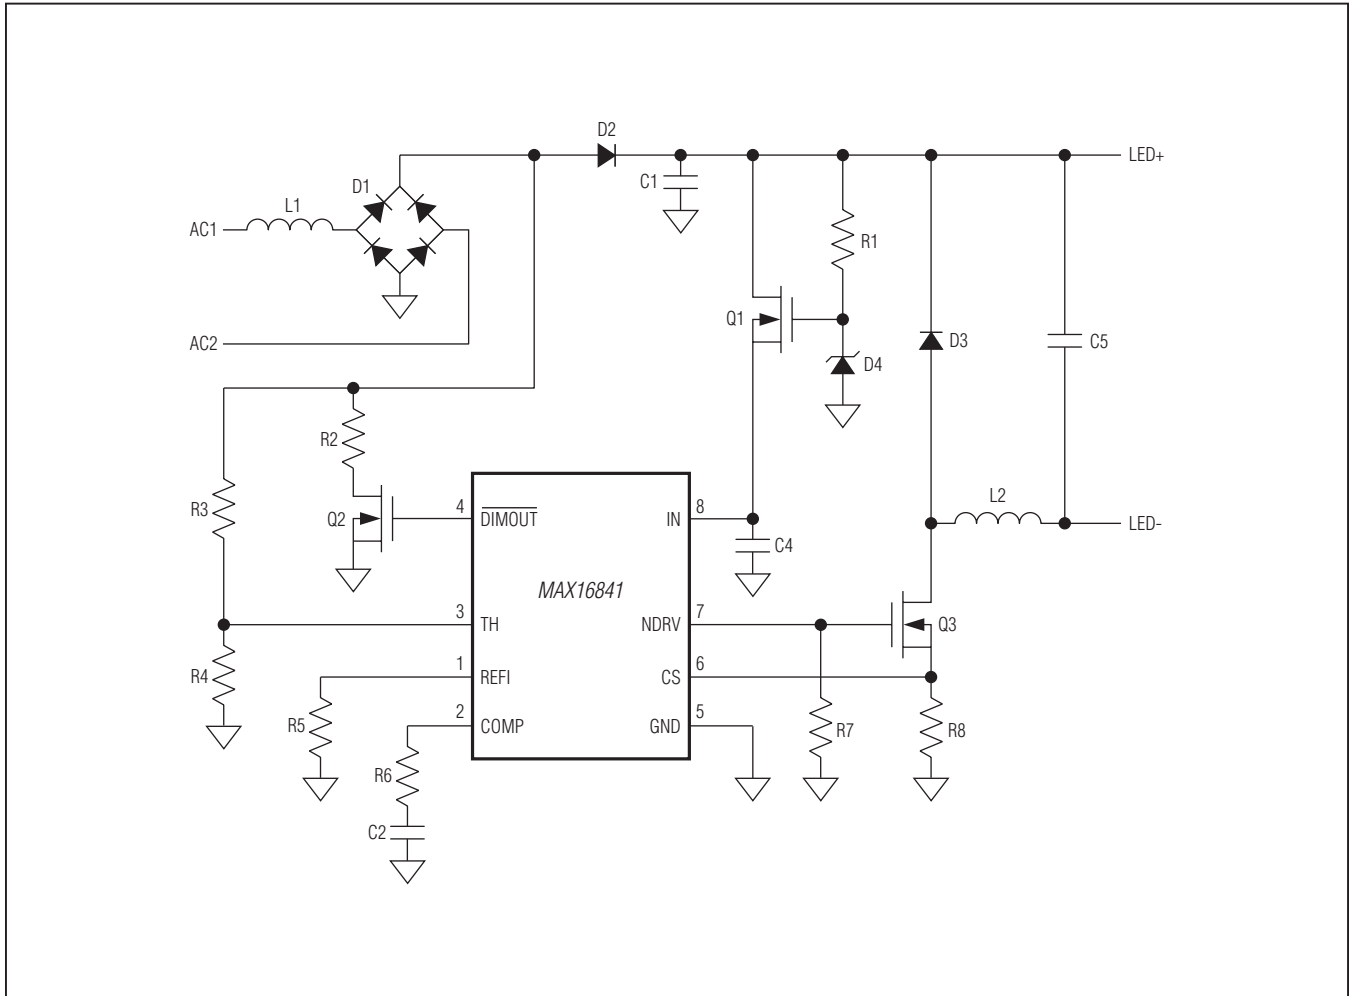 D2
LED+
C1
D1
L1
AC1
R1
Q1
AC2
D3
C5
D4
R2
R3
Q2
4
DIMOUT
IN
8
L2
LED-
C4
MAX16841
3
TH
NDRV
7
Q3
R4
1
REFI
CS
6
R5
2
COMP
GND
5
R7
R8
R6
C2